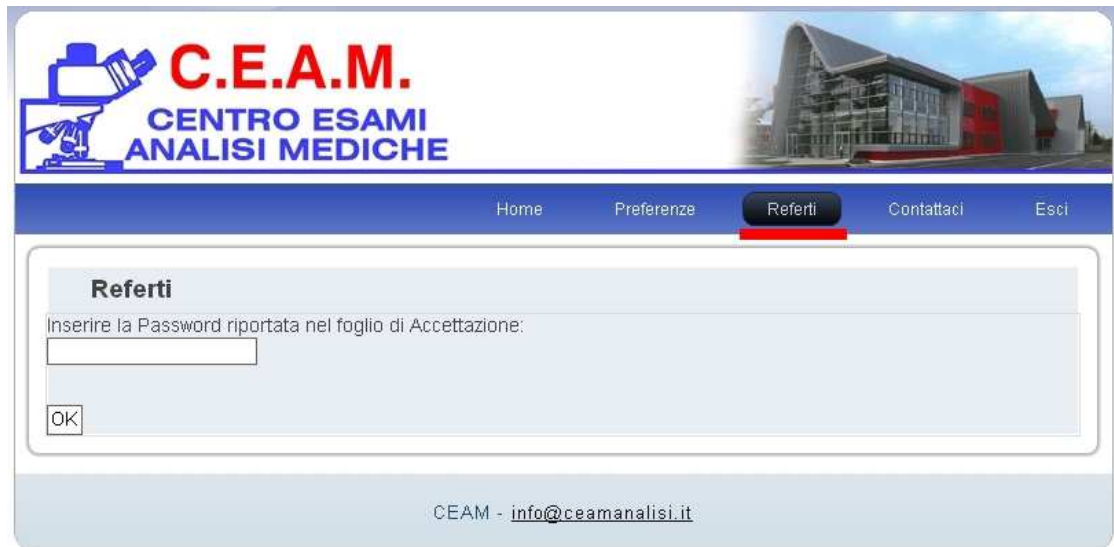 C.E.A.M.
CENTRO ESAMI
ANALISI MEDICHE
Home Preferenze Referti Contattaci Esci
Referti
Inserire la Password riportata nel foglio di Accettazione:
OK
CEAM - info@ceamanalisi.it